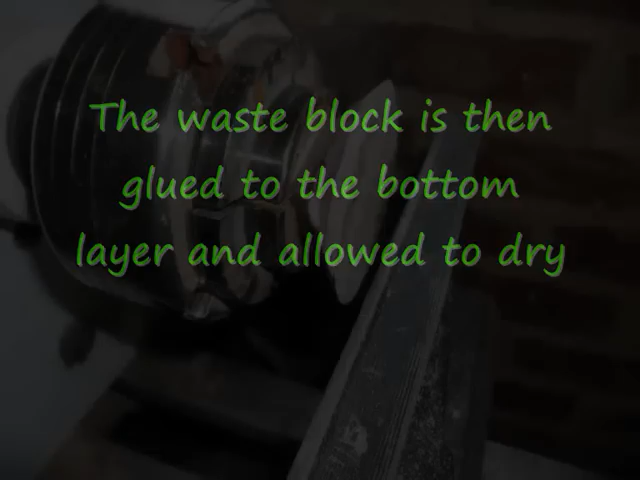 The waste block is then
glued to the bottom
layer and allowed to dry